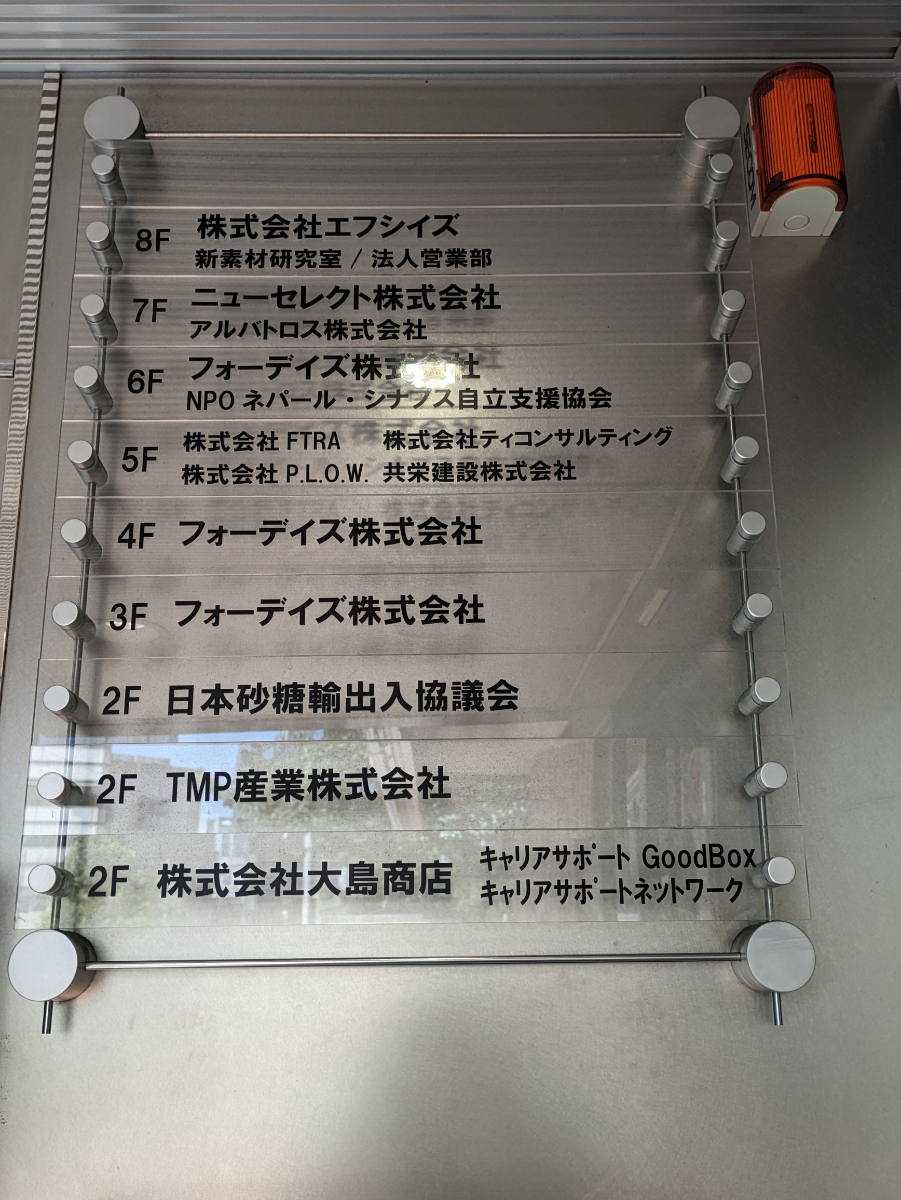 8F 株式会社エフシイズ
新素材研究室 / 法人営業部
7F ニューセレクト株式会社
アルバトロス株式会社
6F フォーデイズ株式会社
NPO ネパール・シナプス自立支援協会
5F 株式会社 FTRA 株式会社ティコンサルティング
株式会社 P.L.O.W. 共栄建設株式会社
4F フォーデイズ株式会社
3F フォーデイズ株式会社
2F 日本砂糖輸出入協議会
2F TMP産業株式会社
2F 株式会社大島商店 キャリアサポート GoodBox
キャリアサポートネットワーク
SECOM